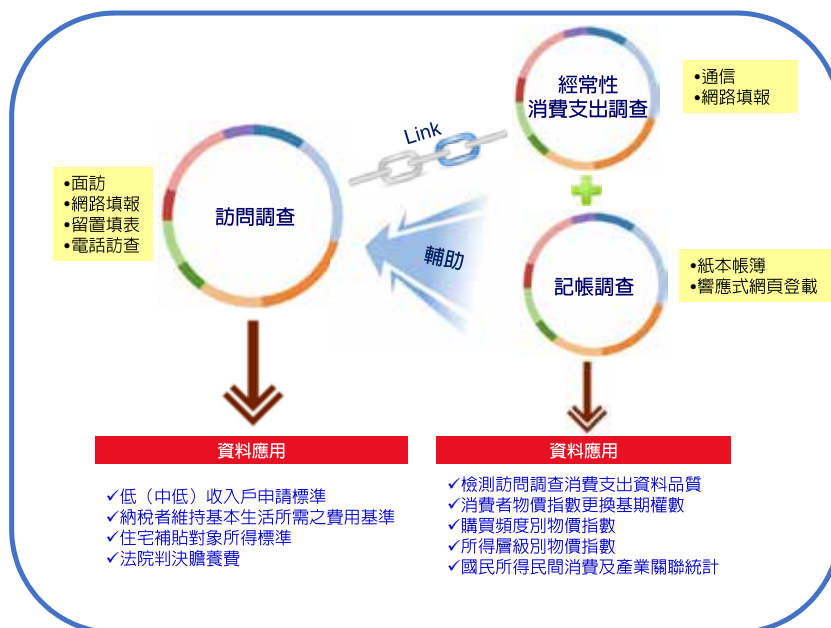 經常性
消費支出調查
•通信
•網路填報
Link
•面訪
•網路填報
•留置填表
•電話訪查
訪問調查
輔助
記帳調查
•紙本帳簿
•響應式網頁登載
資料應用
✓低（中低）收入戶申請標準
✓納稅者維持基本生活所需之費用基準
✓住宅補貼對象所得標準
✓法院判決贍養費
資料應用
✓檢測訪問調查消費支出資料品質
✓消費者物價指數更換基期權數
✓購買頻度別物價指數
✓所得層級別物價指數
✓國民所得民間消費及產業關聯統計